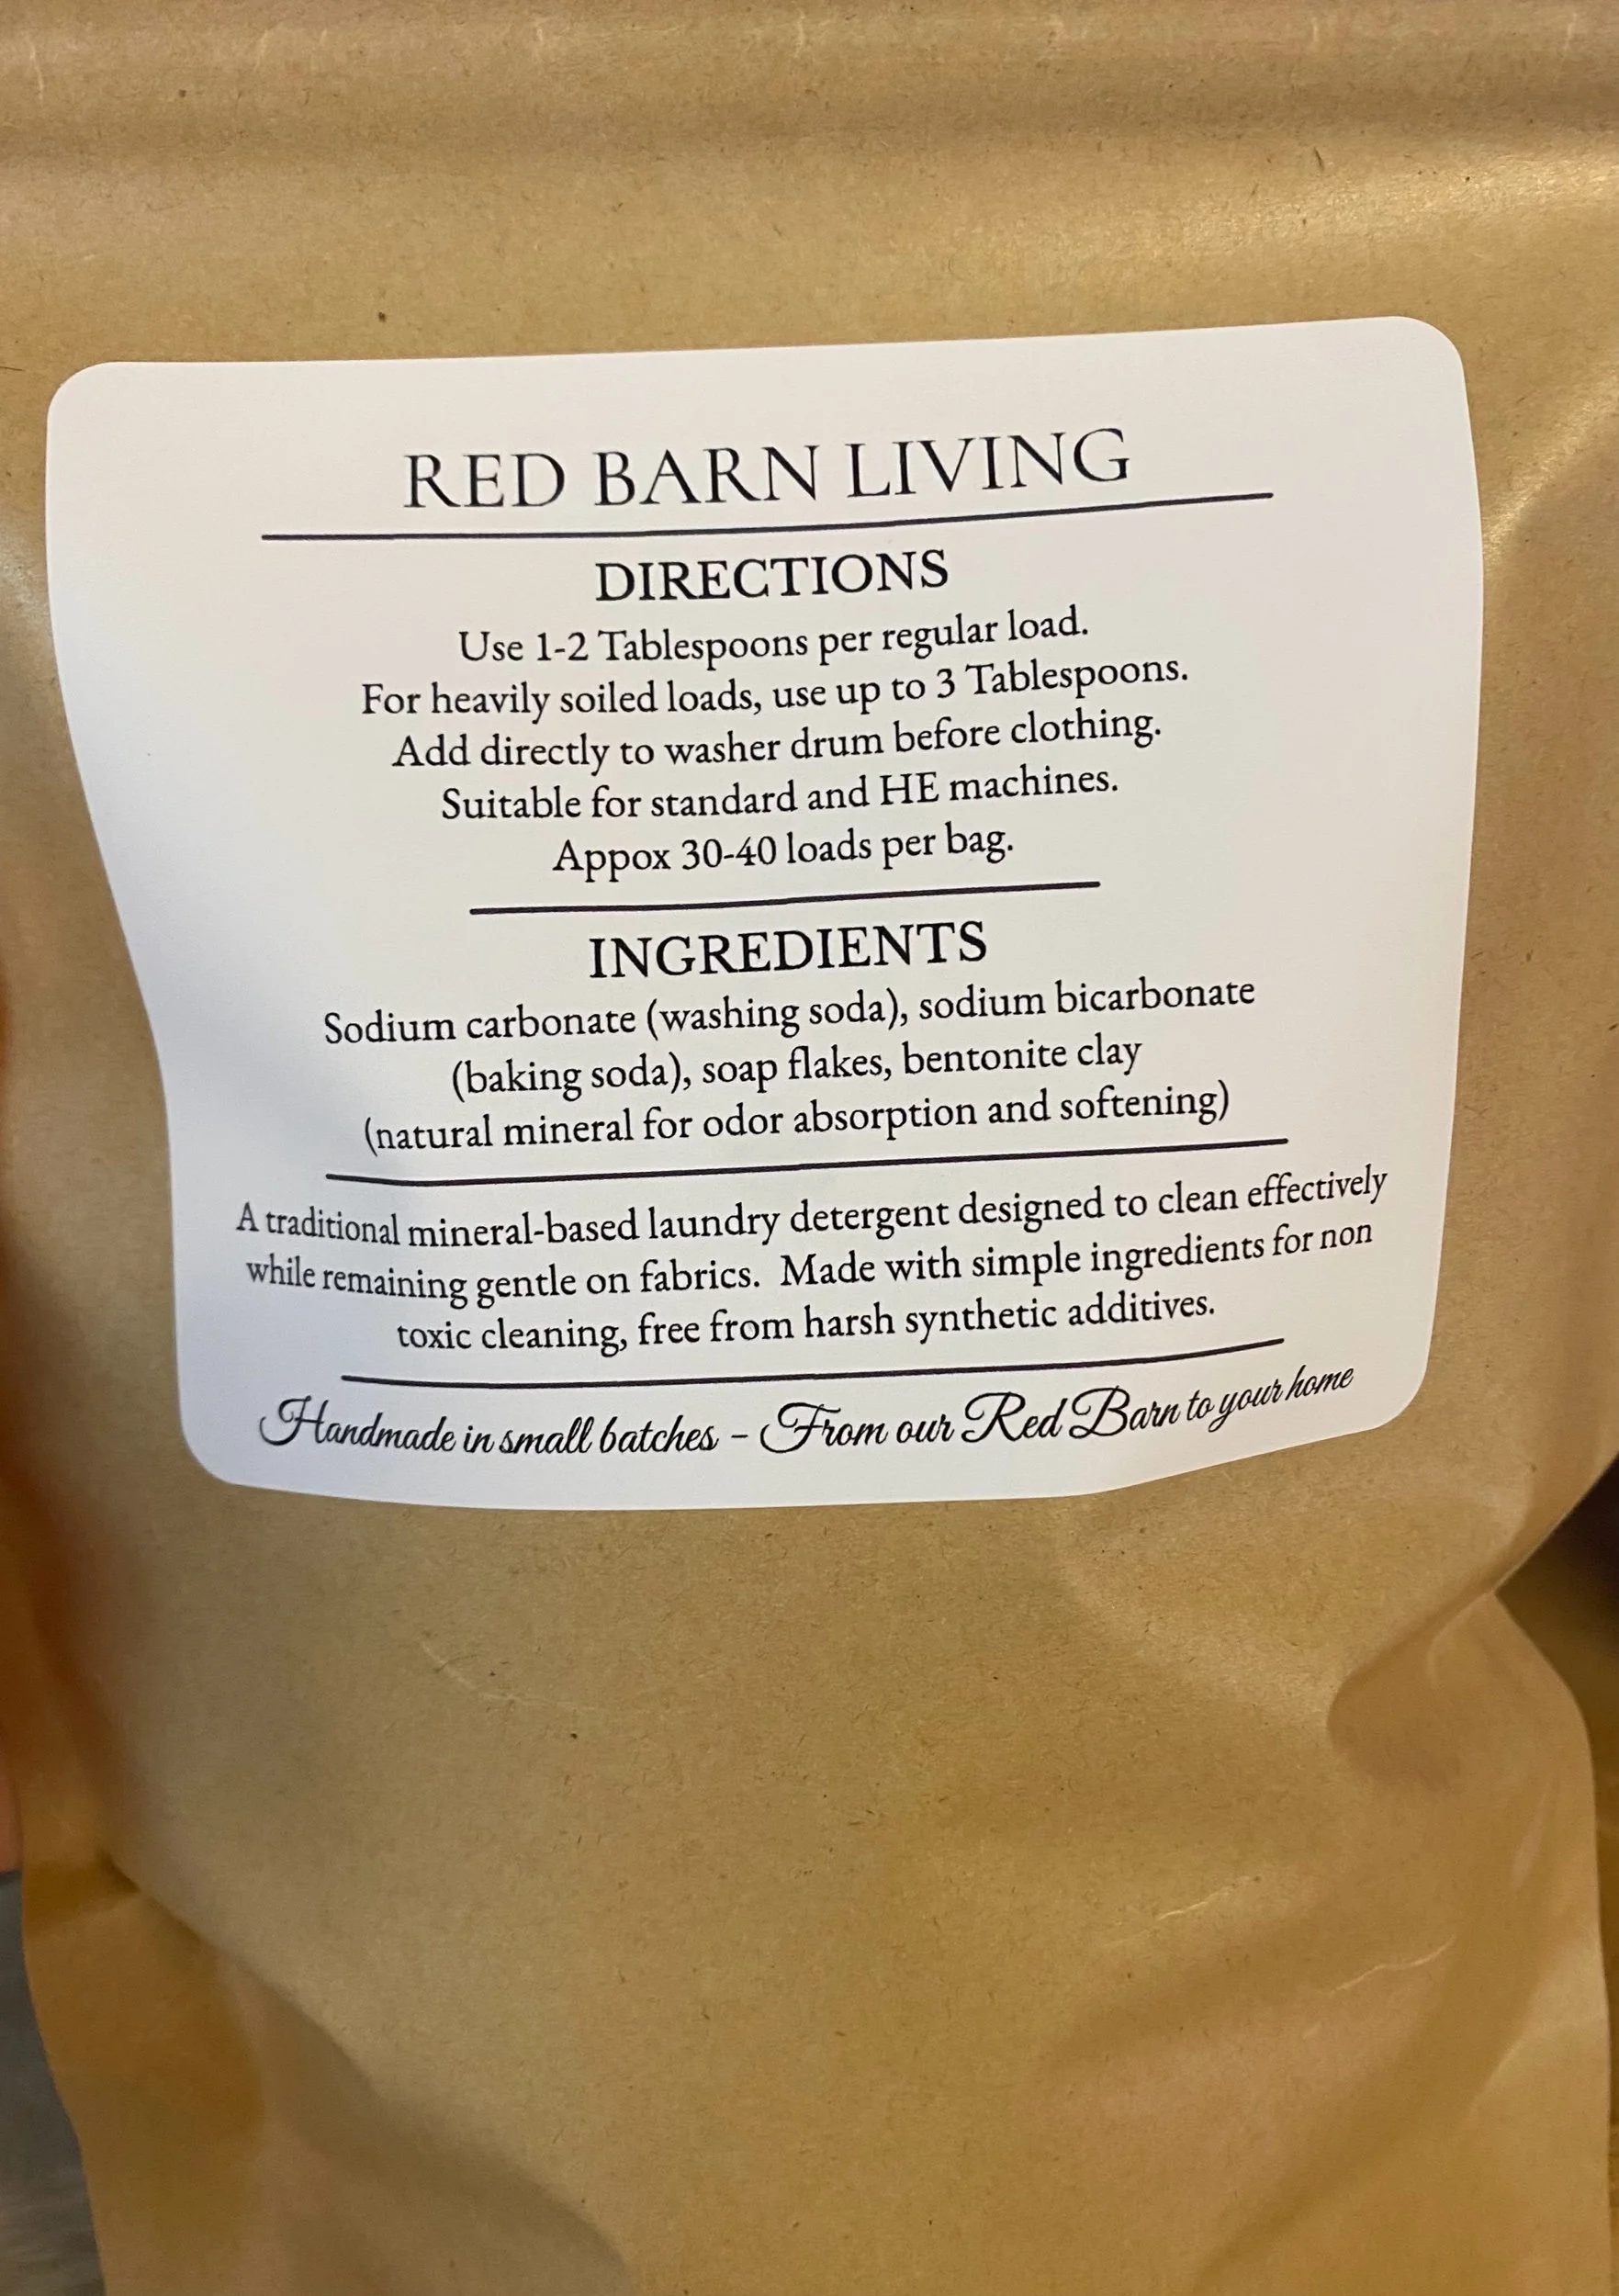 RED BARN LIVING
DIRECTIONS
Use 1-2 Tablespoons per regular load.
For heavily soiled loads, use up to 3 Tablespoons.
Add directly to washer drum before clothing.
Suitable for standard and HE machines.
Appox 30-40 loads per bag.
INGREDIENTS
Sodium carbonate (washing soda), sodium bicarbonate
(baking soda), soap flakes, bentonite clay
(natural mineral for odor absorption and softening)
A traditional mineral-based laundry detergent designed to clean effectively
while remaining gentle on fabrics. Made with simple ingredients for non
toxic cleaning, free from harsh synthetic additives.
Handmade in small batches - From our Red Barn to your home